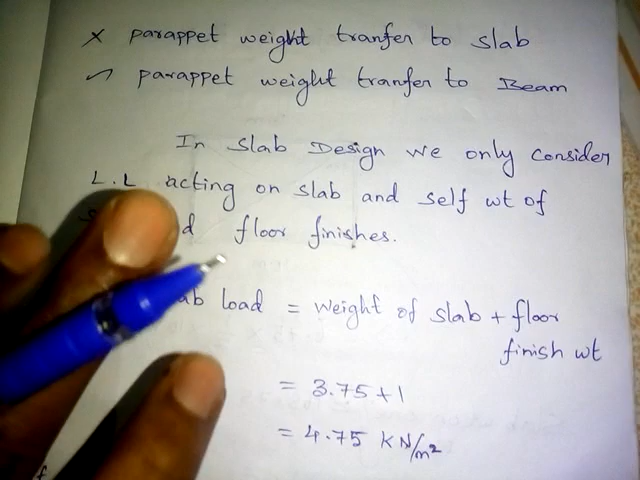 × parappet weight tranfer to slab
parappet weight tranfer to Beam
In slab Design we only consider
L.L acting on slab and self wt of
floor finishes.
load = weight of slab + floor
finish wt
= 3.75+1
= 4.75 KN/m²